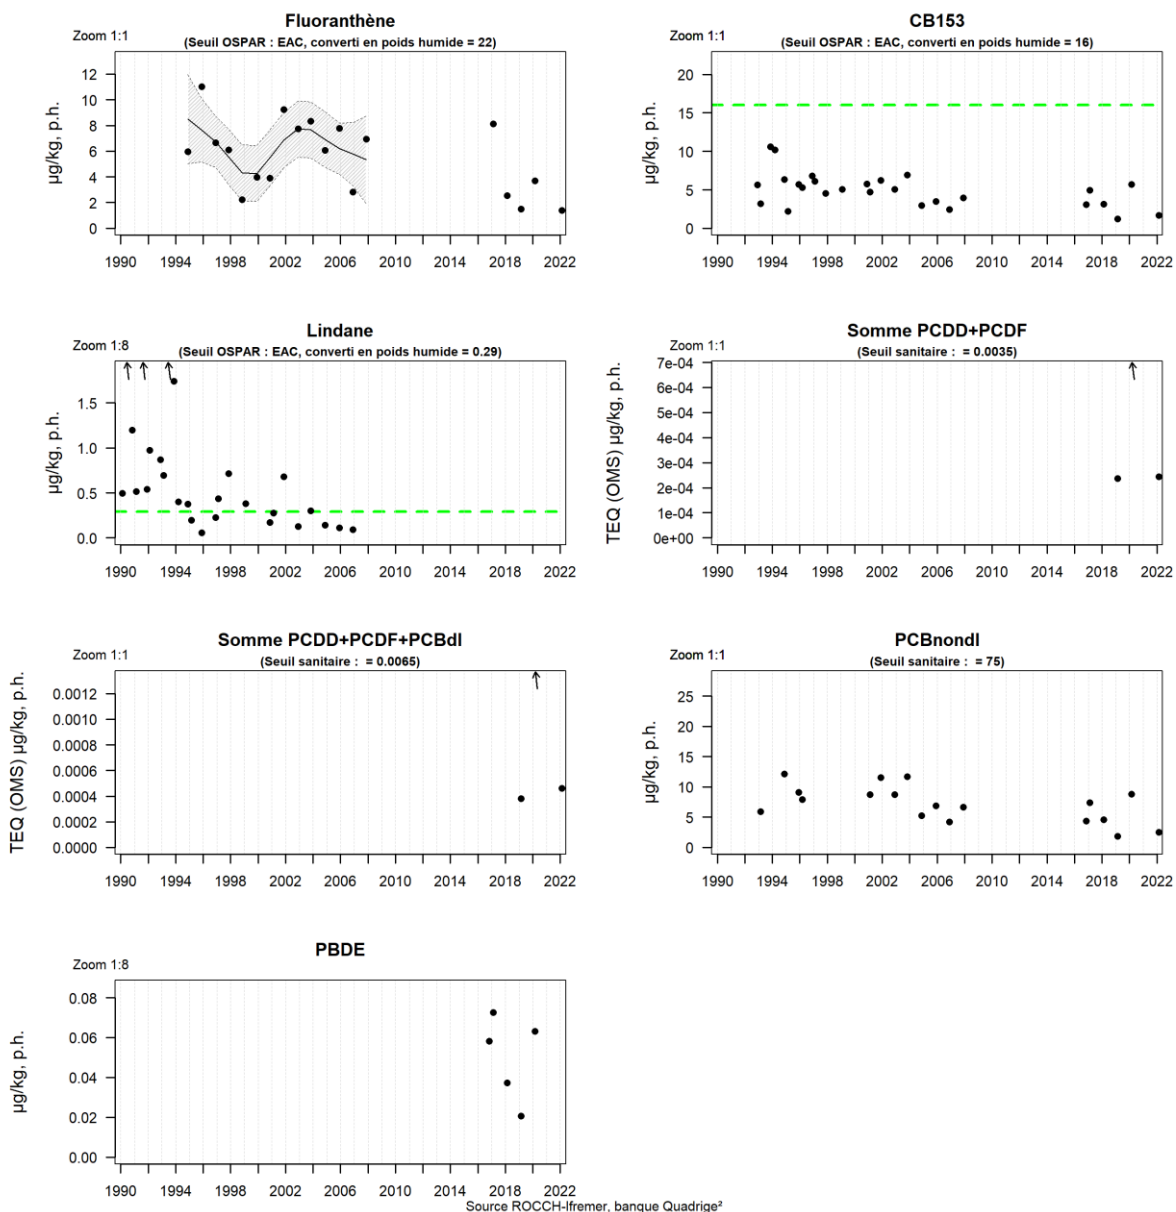 Fluoranthène
Zoom 1:1
(Seuil OSPAR : EAC, converti en poids humide = 22)
µg/kg, p.h.
12
10
8
6
4
2
0
1990 1994 1998 2002 2006 2010 2014 2018 2022
CB153
Zoom 1:1
(Seuil OSPAR : EAC, converti en poids humide = 16)
µg/kg, p.h.
20
15
10
5
0
1990 1994 1998 2002 2006 2010 2014 2018 2022
Lindane
Zoom 1:8
(Seuil OSPAR : EAC, converti en poids humide = 0.29)
µg/kg, p.h.
1.5
1.0
0.5
0.0
1990 1994 1998 2002 2006 2010 2014 2018 2022
Somme PCDD+PCDF
Zoom 1:1
(Seuil sanitaire : = 0.0035)
TEQ (OMS) µg/kg, p.h.
7e-04
6e-04
5e-04
4e-04
3e-04
2e-04
1e-04
0e+00
1990 1994 1998 2002 2006 2010 2014 2018 2022
Somme PCDD+PCDF+PCBdl
Zoom 1:1
(Seuil sanitaire : = 0.0065)
TEQ (OMS) µg/kg, p.h.
0.0012
0.0010
0.0008
0.0006
0.0004
0.0002
0.0000
1990 1994 1998 2002 2006 2010 2014 2018 2022
PCBnondl
Zoom 1:1
(Seuil sanitaire : = 75)
µg/kg, p.h.
25
20
15
10
5
0
1990 1994 1998 2002 2006 2010 2014 2018 2022
PBDE
Zoom 1:8
µg/kg, p.h.
0.08
0.06
0.04
0.02
0.00
1990 1994 1998 2002 2006 2010 2014 2018 2022
Source ROCCH-Ifremer, banque Quadrige²